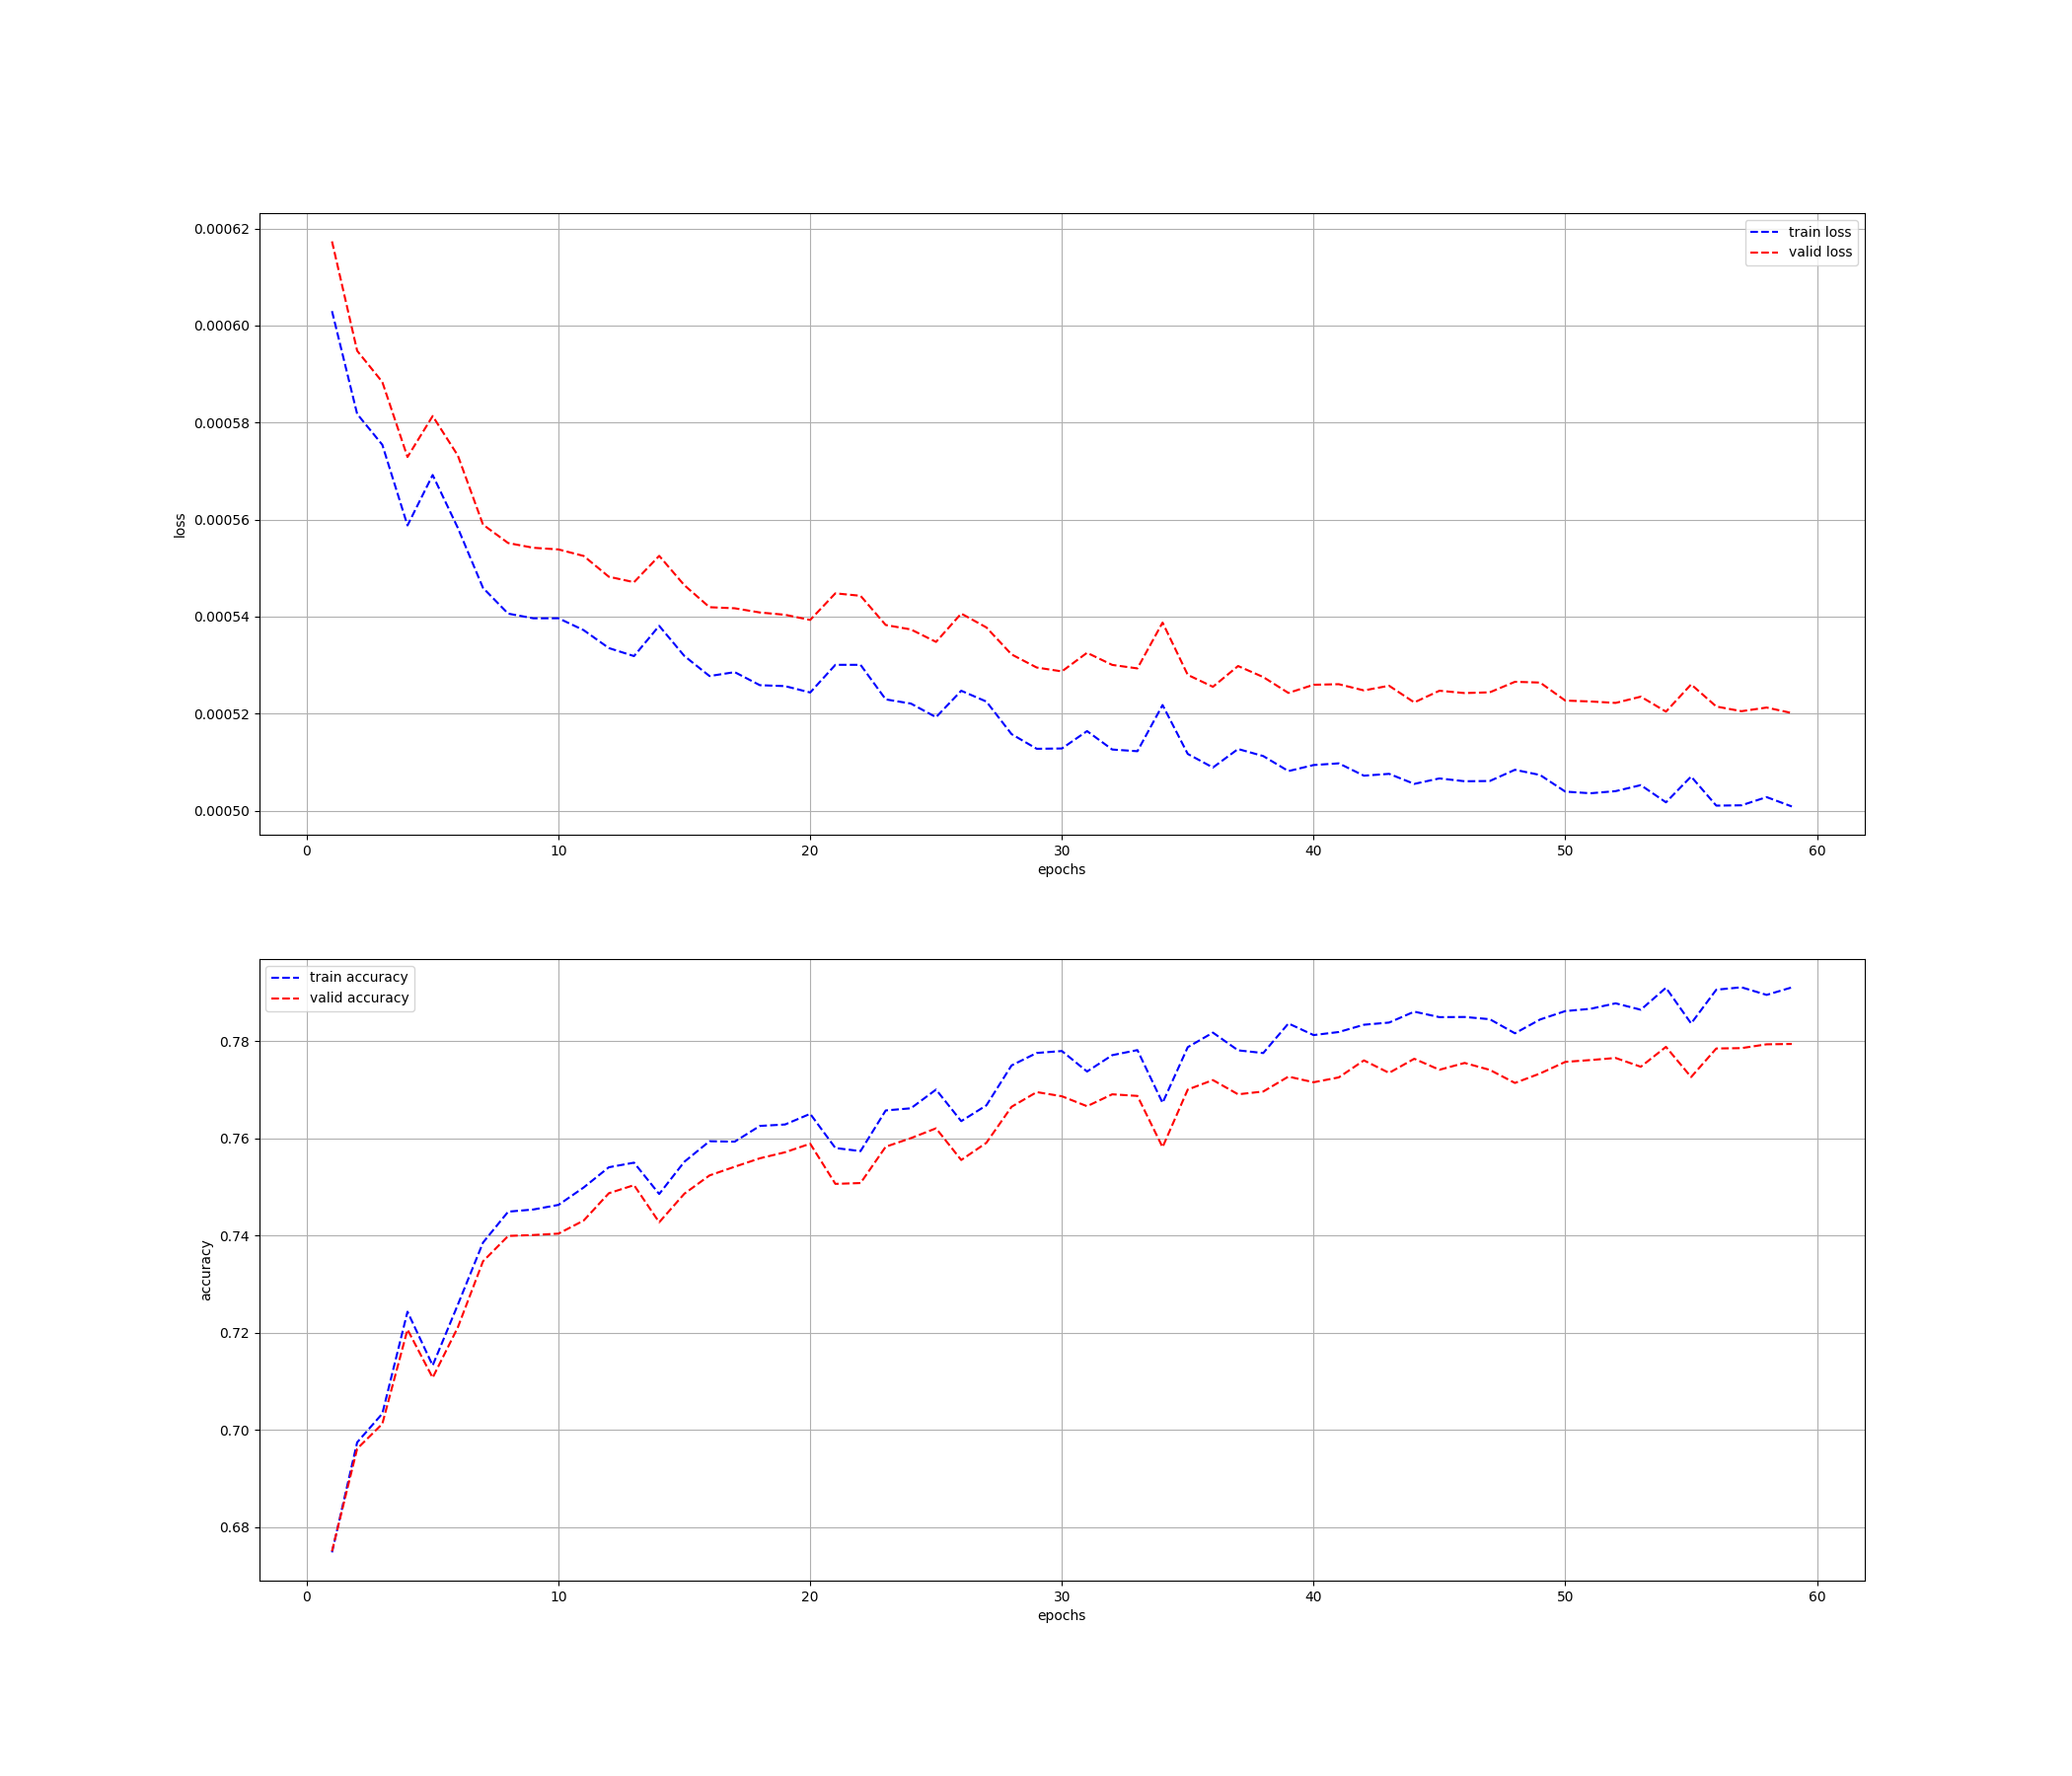 0.00062
0.00060
0.00058
0.00056
0.00054
0.00052
0.00050
loss
train loss
valid loss
0 10 20 30 40 50 60
epochs
train accuracy
valid accuracy
0.78
0.76
0.74
0.72
0.70
0.68
accuracy
0 10 20 30 40 50 60
epochs